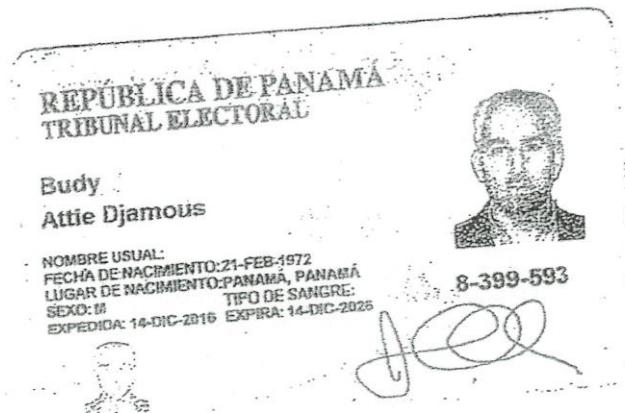 REPÚBLICA DE PANAMÁ
TRIBUNAL ELECTORAL
Budy
Attie Djamous
NOMBRE USUAL:
FECHA DE NACIMIENTO:21-FEB-1972
LUGAR DE NACIMIENTO:PANAMÁ, PANAMÁ
SEXO: M TIPO DE SANGRE:
EXPEDIDA: 14-DIC-2016 EXPIRA: 14-DIC-2026
8-399-593